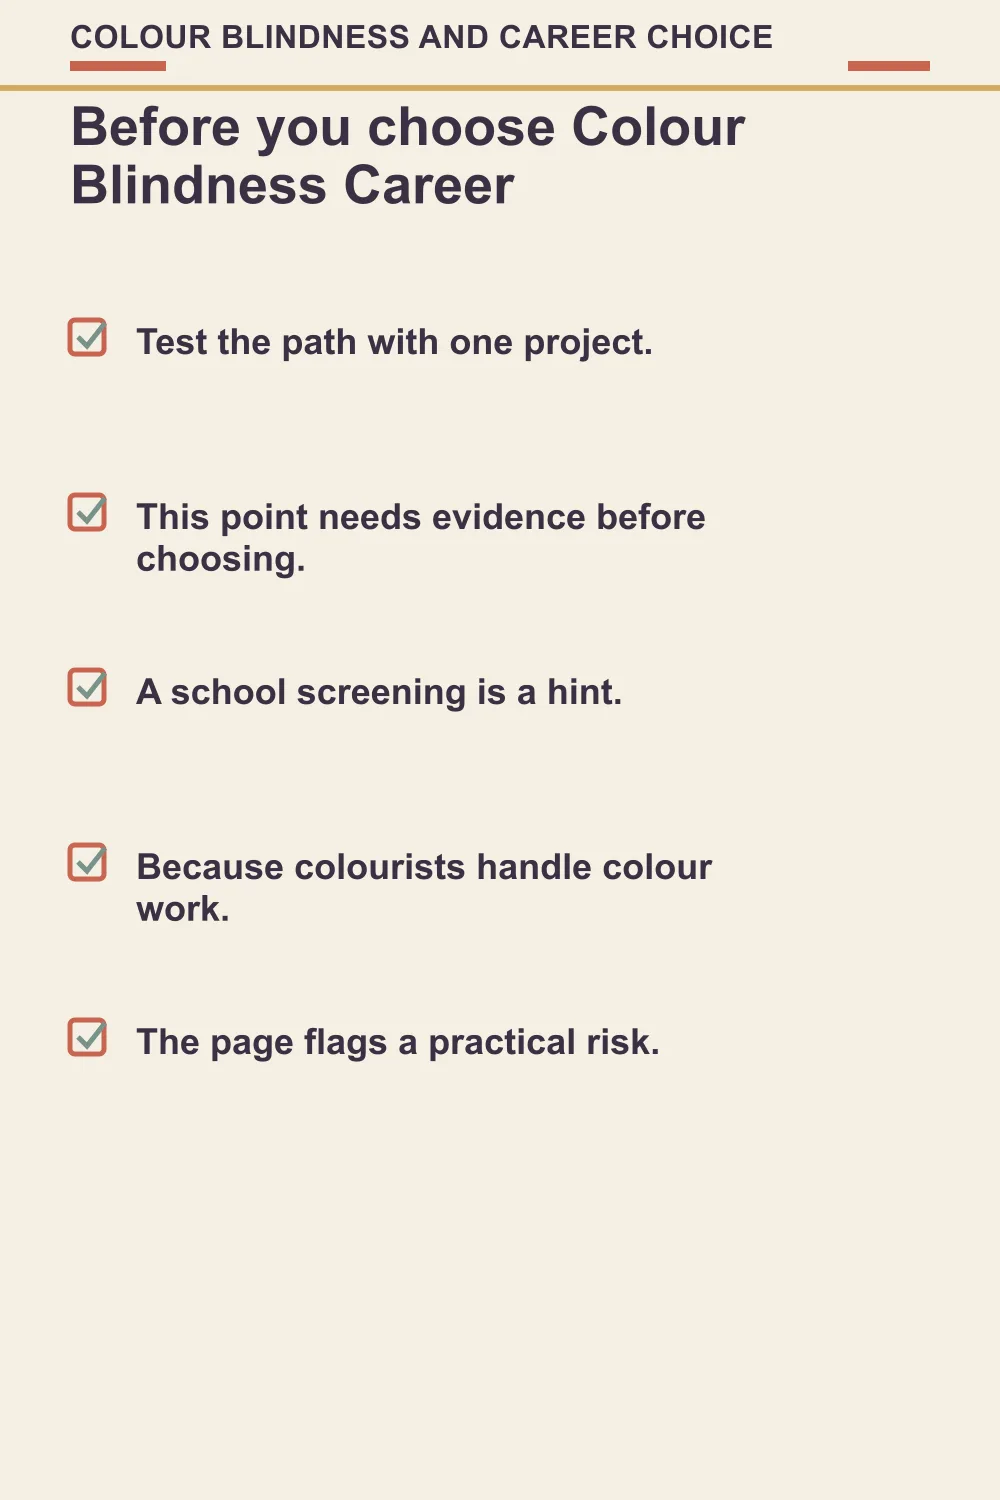 COLOUR BLINDNESS AND CAREER CHOICE
Before you choose Colour
Blindness Career
Test the path with one project.
This point needs evidence before
choosing.
A school screening is a hint.
Because colourists handle colour
work.
The page flags a practical risk.